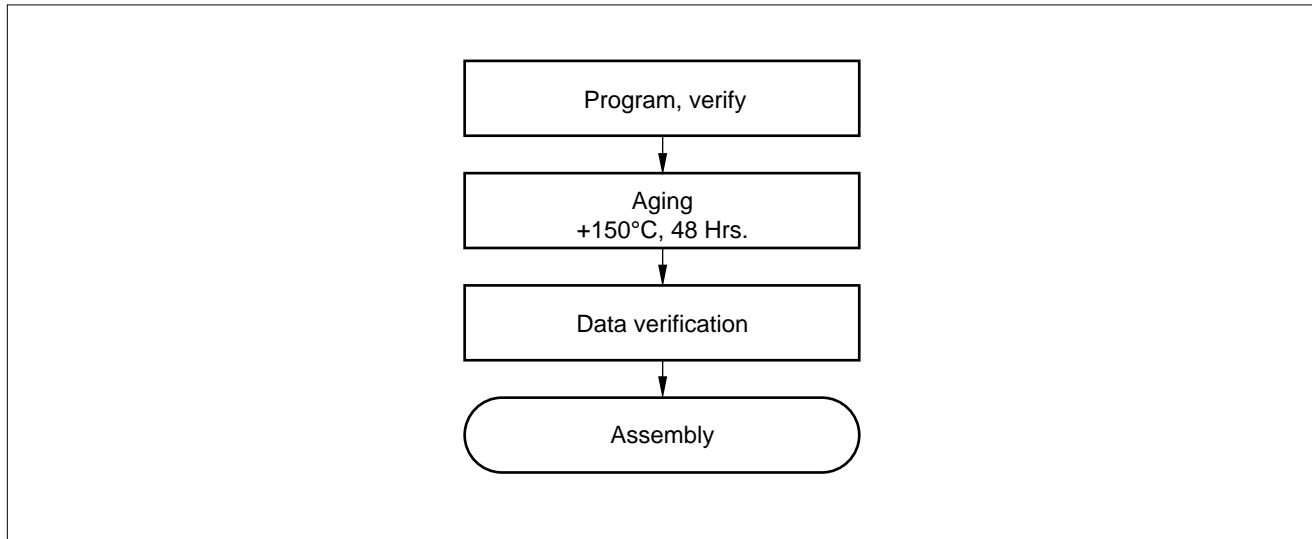 Program, verify
Aging
+150°C, 48 Hrs.
Data verification
Assembly